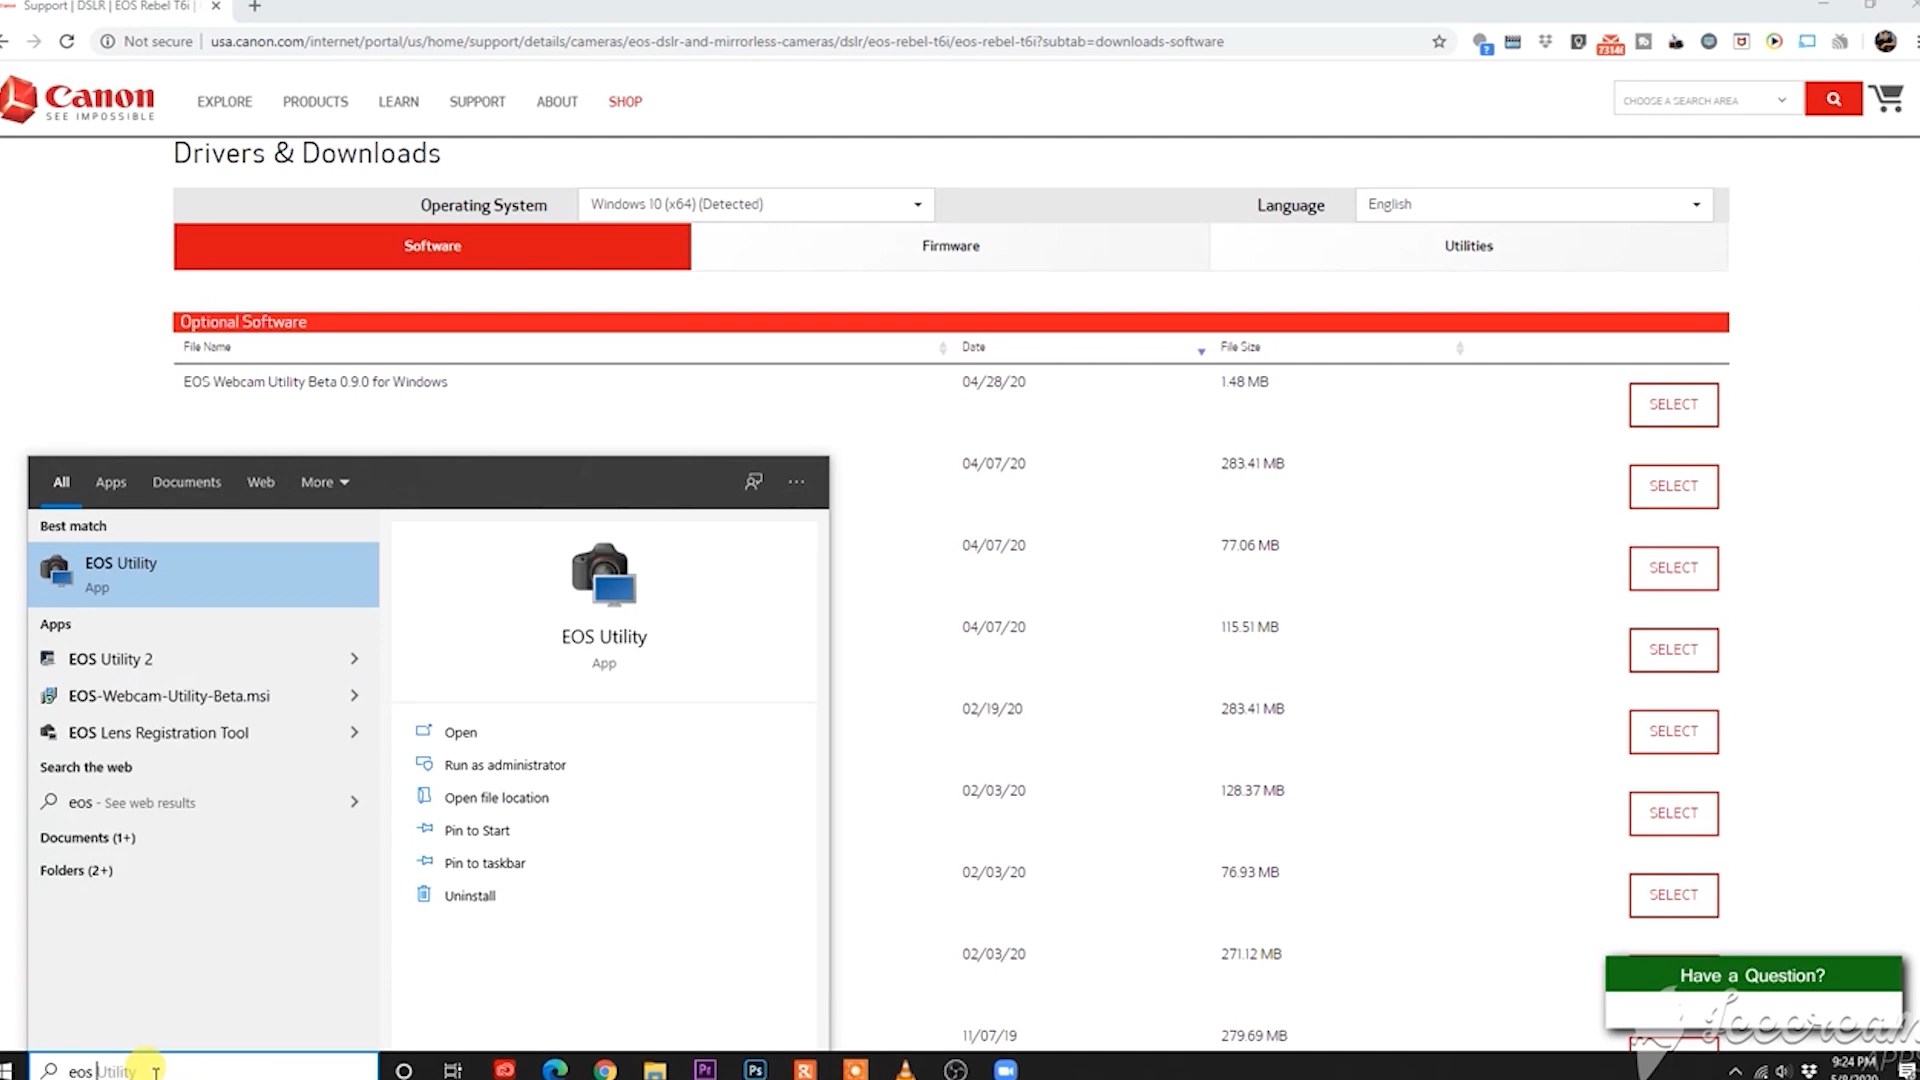 Support | DSLR | EOS Rebel T6i |
Not secure | usa.canon.com/internet/portal/us/home/support/details/cameras/eos-dslr-and-mirrorless-cameras/dslr/eos-rebel-t6i/eos-rebel-t6i?subtab=downloads-software
Canon
SEE IMPOSSIBLE
EXPLORE PRODUCTS LEARN SUPPORT ABOUT SHOP
CHOOSE A SEARCH AREA
Drivers & Downloads
Operating System Windows 10 (x64) (Detected) Language English
Software Firmware Utilities
Optional Software
File Name Date File Size
EOS Webcam Utility Beta 0.9.0 for Windows 04/28/20 1.48 MB SELECT
04/07/20 283.41 MB SELECT
04/07/20 77.06 MB SELECT
04/07/20 115.51 MB SELECT
02/19/20 283.41 MB SELECT
02/03/20 128.37 MB SELECT
02/03/20 76.93 MB SELECT
02/03/20 271.12 MB
11/07/19 279.69 MB
All Apps Documents Web More
Best match
EOS Utility
App
Apps
EOS Utility 2
EOS-Webcam-Utility-Beta.msi
EOS Lens Registration Tool
Search the web
eos - See web results
Documents (1+)
Folders (2+)
EOS Utility
App
Open
Run as administrator
Open file location
Pin to Start
Pin to taskbar
Uninstall
Have a Question?
Icecream
APPS
eos Utility
Pr
Ps
9:24 PM
5/8/2020